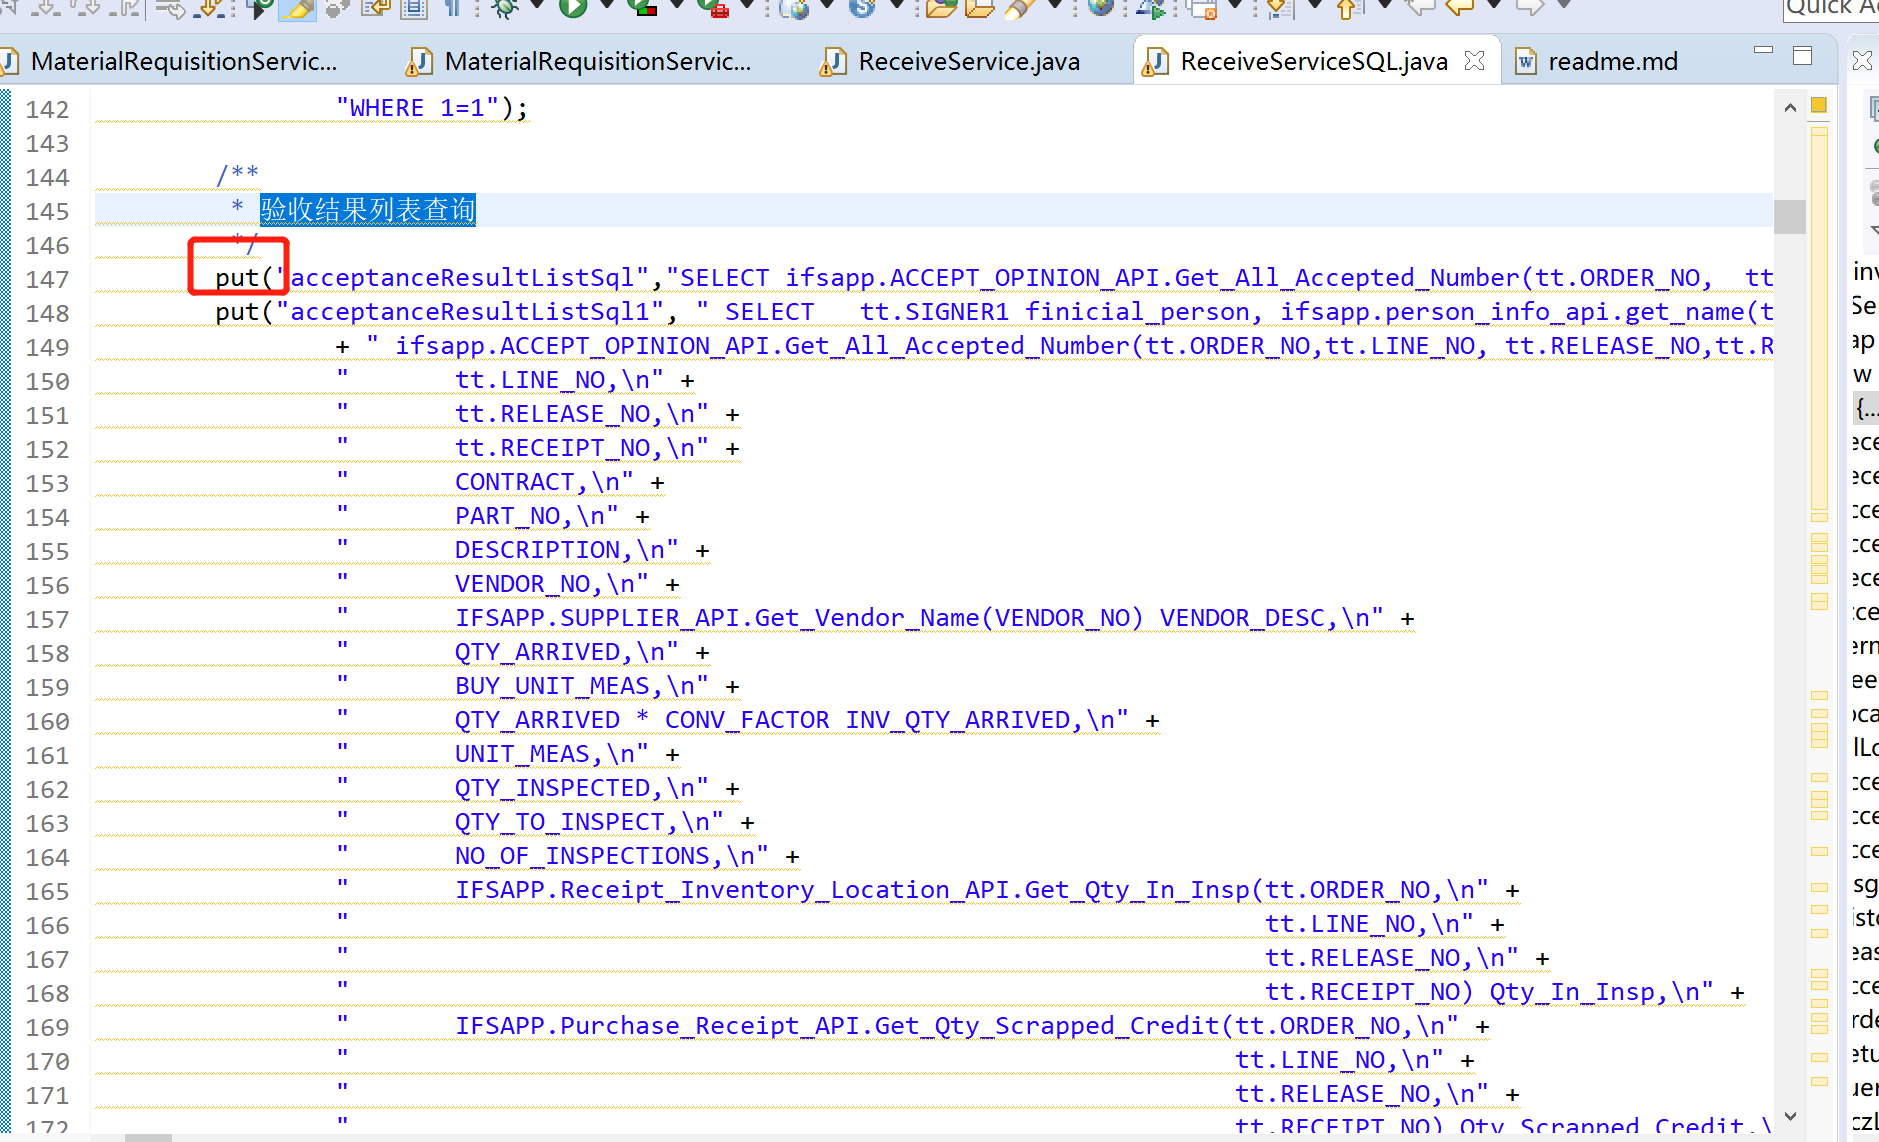 Quick Ac
MaterialRequisitionServic...
MaterialRequisitionServic...
ReceiveService.java
ReceiveServiceSQL.java
readme.md
142 "WHERE 1=1");
143
144 /**
145 * 验收结果列表查询
146 */
147 put("acceptanceResultListSql","SELECT ifsapp.ACCEPT_OPINION_API.Get_All_Accepted_Number(tt.ORDER_NO,  tt
148 put("acceptanceResultListSql1", " SELECT   tt.SIGNER1 finicial_person, ifsapp.person_info_api.get_name(t
149 + " ifsapp.ACCEPT_OPINION_API.Get_All_Accepted_Number(tt.ORDER_NO,tt.LINE_NO, tt.RELEASE_NO,tt.R
150 "       tt.LINE_NO,\n" +
151 "       tt.RELEASE_NO,\n" +
152 "       tt.RECEIPT_NO,\n" +
153 "       CONTRACT,\n" +
154 "       PART_NO,\n" +
155 "       DESCRIPTION,\n" +
156 "       VENDOR_NO,\n" +
157 "       IFSAPP.SUPPLIER_API.Get_Vendor_Name(VENDOR_NO) VENDOR_DESC,\n" +
158 "       QTY_ARRIVED,\n" +
159 "       BUY_UNIT_MEAS,\n" +
160 "       QTY_ARRIVED * CONV_FACTOR INV_QTY_ARRIVED,\n" +
161 "       UNIT_MEAS,\n" +
162 "       QTY_INSPECTED,\n" +
163 "       QTY_TO_INSPECT,\n" +
164 "       NO_OF_INSPECTIONS,\n" +
165 "       IFSAPP.Receipt_Inventory_Location_API.Get_Qty_In_Insp(tt.ORDER_NO,\n" +
166 "                                                             tt.LINE_NO,\n" +
167 "                                                             tt.RELEASE_NO,\n" +
168 "                                                             tt.RECEIPT_NO) Qty_In_Insp,\n" +
169 "       IFSAPP.Purchase_Receipt_API.Get_Qty_Scrapped_Credit(tt.ORDER_NO,\n" +
170 "                                                           tt.LINE_NO,\n" +
171 "                                                           tt.RELEASE_NO,\n" +
172 "                                                           tt.RECEIPT_NO) Qty_Scrapped_Credit,\